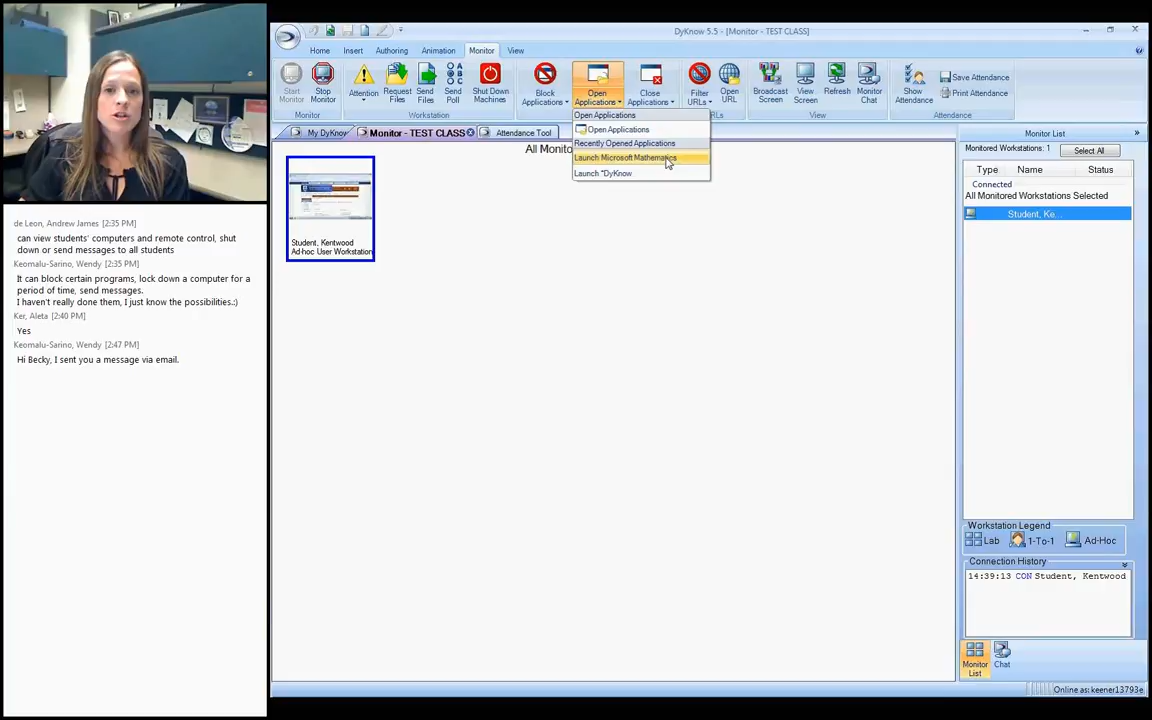 DyKnow 5.5 - [Monitor - TEST CLASS]
Home Insert Authoring Animation Monitor View
Start Monitor
Stop Monitor
Attention
Request Files
Send Files
Send Poll
Shut Down Machines
Block Applications
Open Applications
Close Applications
Filter URLs
Open URL
Broadcast Screen
View Screen
Refresh
Monitor Chat
Show Attendance
Save Attendance
Print Attendance
Monitor
Workstation
RLs
View
Attendance
Open Applications
Open Applications
Recently Opened Applications
Launch Microsoft Mathematics
Launch "DyKnow
My DyKnow
Monitor - TEST CLASS
Attendance Tool
All Monito
Student, Kentwood
Ad-hoc User Workstation
Monitor List
Monitored Workstations: 1
Select All
Type Name Status
Connected
All Monitored Workstations Selected
Student, Ke...
Workstation Legend
Lab 1-To-1 Ad-Hoc
Connection History
14:39:13 CON Student, Kentwood
Monitor List
Chat
Online as: keener13793e
de Leon, Andrew James [2:35 PM]
can view students' computers and remote control, shut
down or send messages to all students
Keomalu-Sarino, Wendy [2:35 PM]
It can block certain programs, lock down a computer for a
period of time, send messages.
I haven't really done them, I just know the possibilities.:)
Ker, Aleta [2:40 PM]
Yes
Keomalu-Sarino, Wendy [2:47 PM]
Hi Becky, I sent you a message via email.